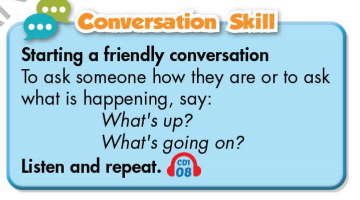 Conversation Skill
Starting a friendly conversation
To ask someone how they are or to ask
what is happening, say:
What's up?
What's going on?
Listen and repeat. CD1
08